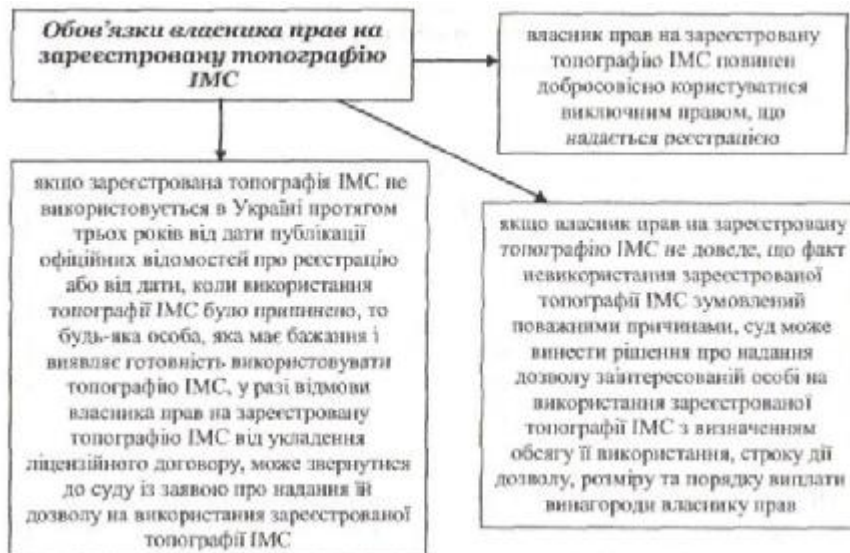 Обов’язки власника прав на
зареєстровану топографію
ІМС
власник прав на зареєстровану
топографію ІМС повинен
добросовісно користуватися
виключним правом, що
надається реєстрацією
якщо зареєстрована топографія ІМС не
використовується в Україні протягом
трьох років від дати публікації
офіційних відомостей про реєстрацію
або від дати, коли використання
топографії ІМС було припинено, то
будь-яка особа, яка має бажання і
виявляє готовність використовувати
топографію ІМС, у разі відмови
власника прав на зареєстровану
топографію ІМС від укладення
ліцензійного договору, може звернутися
до суду із заявою про надання їй
дозволу на використання зареєстрованої
топографії ІМС
якщо власник прав на зареєстровану
топографію ІМС не доведе, що факт
невикористання зареєстрованої
топографії ІМС зумовлений
поважними причинами, суд може
винести рішення про надання
дозволу заінтересованій особі на
використання зареєстрованої
топографії ІМС з визначенням
обсягу її використання, строку дії
дозволу, розміру та порядку виплати
винагороди власнику прав